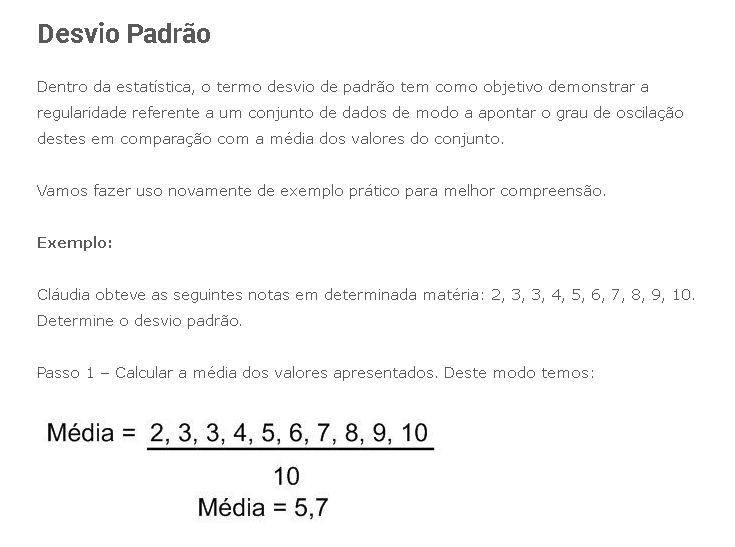 Desvio Padrão
Dentro da estatística, o termo desvio de padrão tem como objetivo demonstrar a
regularidade referente a um conjunto de dados de modo a apontar o grau de oscilação
destes em comparação com a média dos valores do conjunto.
Vamos fazer uso novamente de exemplo prático para melhor compreensão.
Exemplo:
Cláudia obteve as seguintes notas em determinada matéria: 2, 3, 3, 4, 5, 6, 7, 8, 9, 10.
Determine o desvio padrão.
Passo 1 – Calcular a média dos valores apresentados. Deste modo temos:
Média = 2, 3, 3, 4, 5, 6, 7, 8, 9, 10
10
Média = 5,7